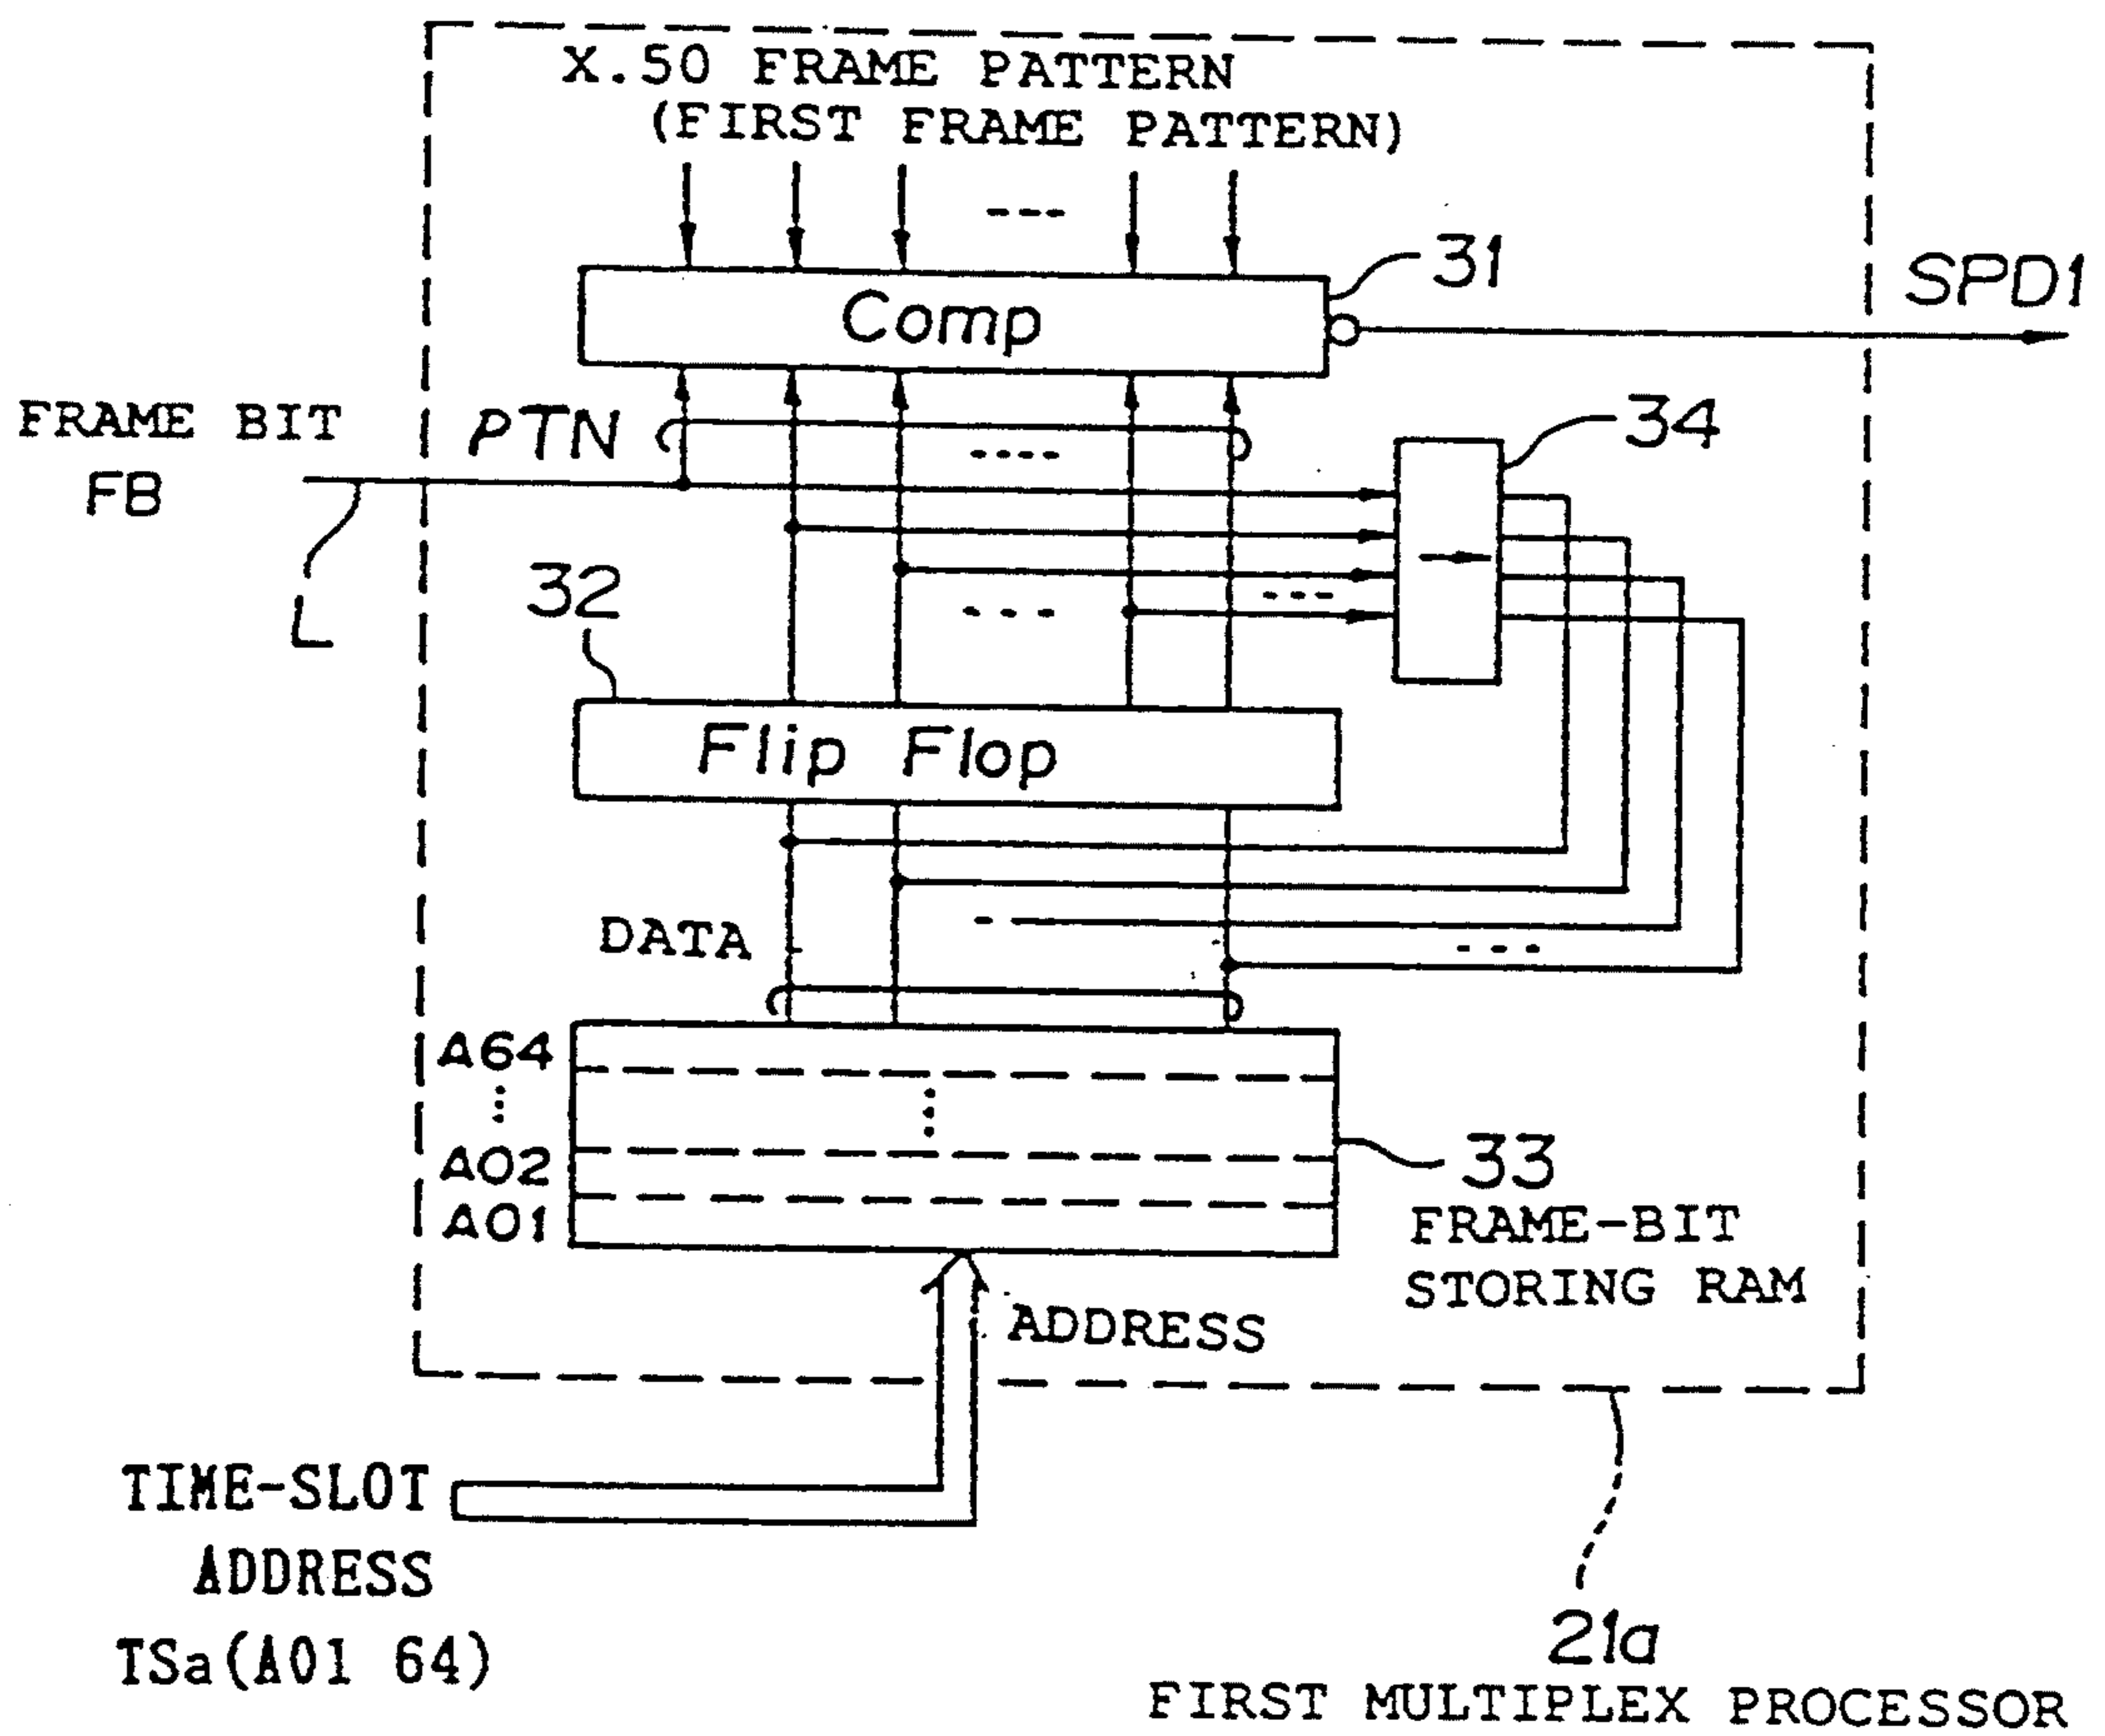 X.50 FRAME PATTERN
(FIRST FRAME PATTERN)
31
Comp
SPD1
FRAME BIT
FB
PTN
34
L
32
Flip Flop
DATA
A64
A02
A01
33
FRAME-BIT
STORING RAM
ADDRESS
TIME-SLOT
ADDRESS
TSa(A01 64)
21a
FIRST MULTIPLEX PROCESSOR